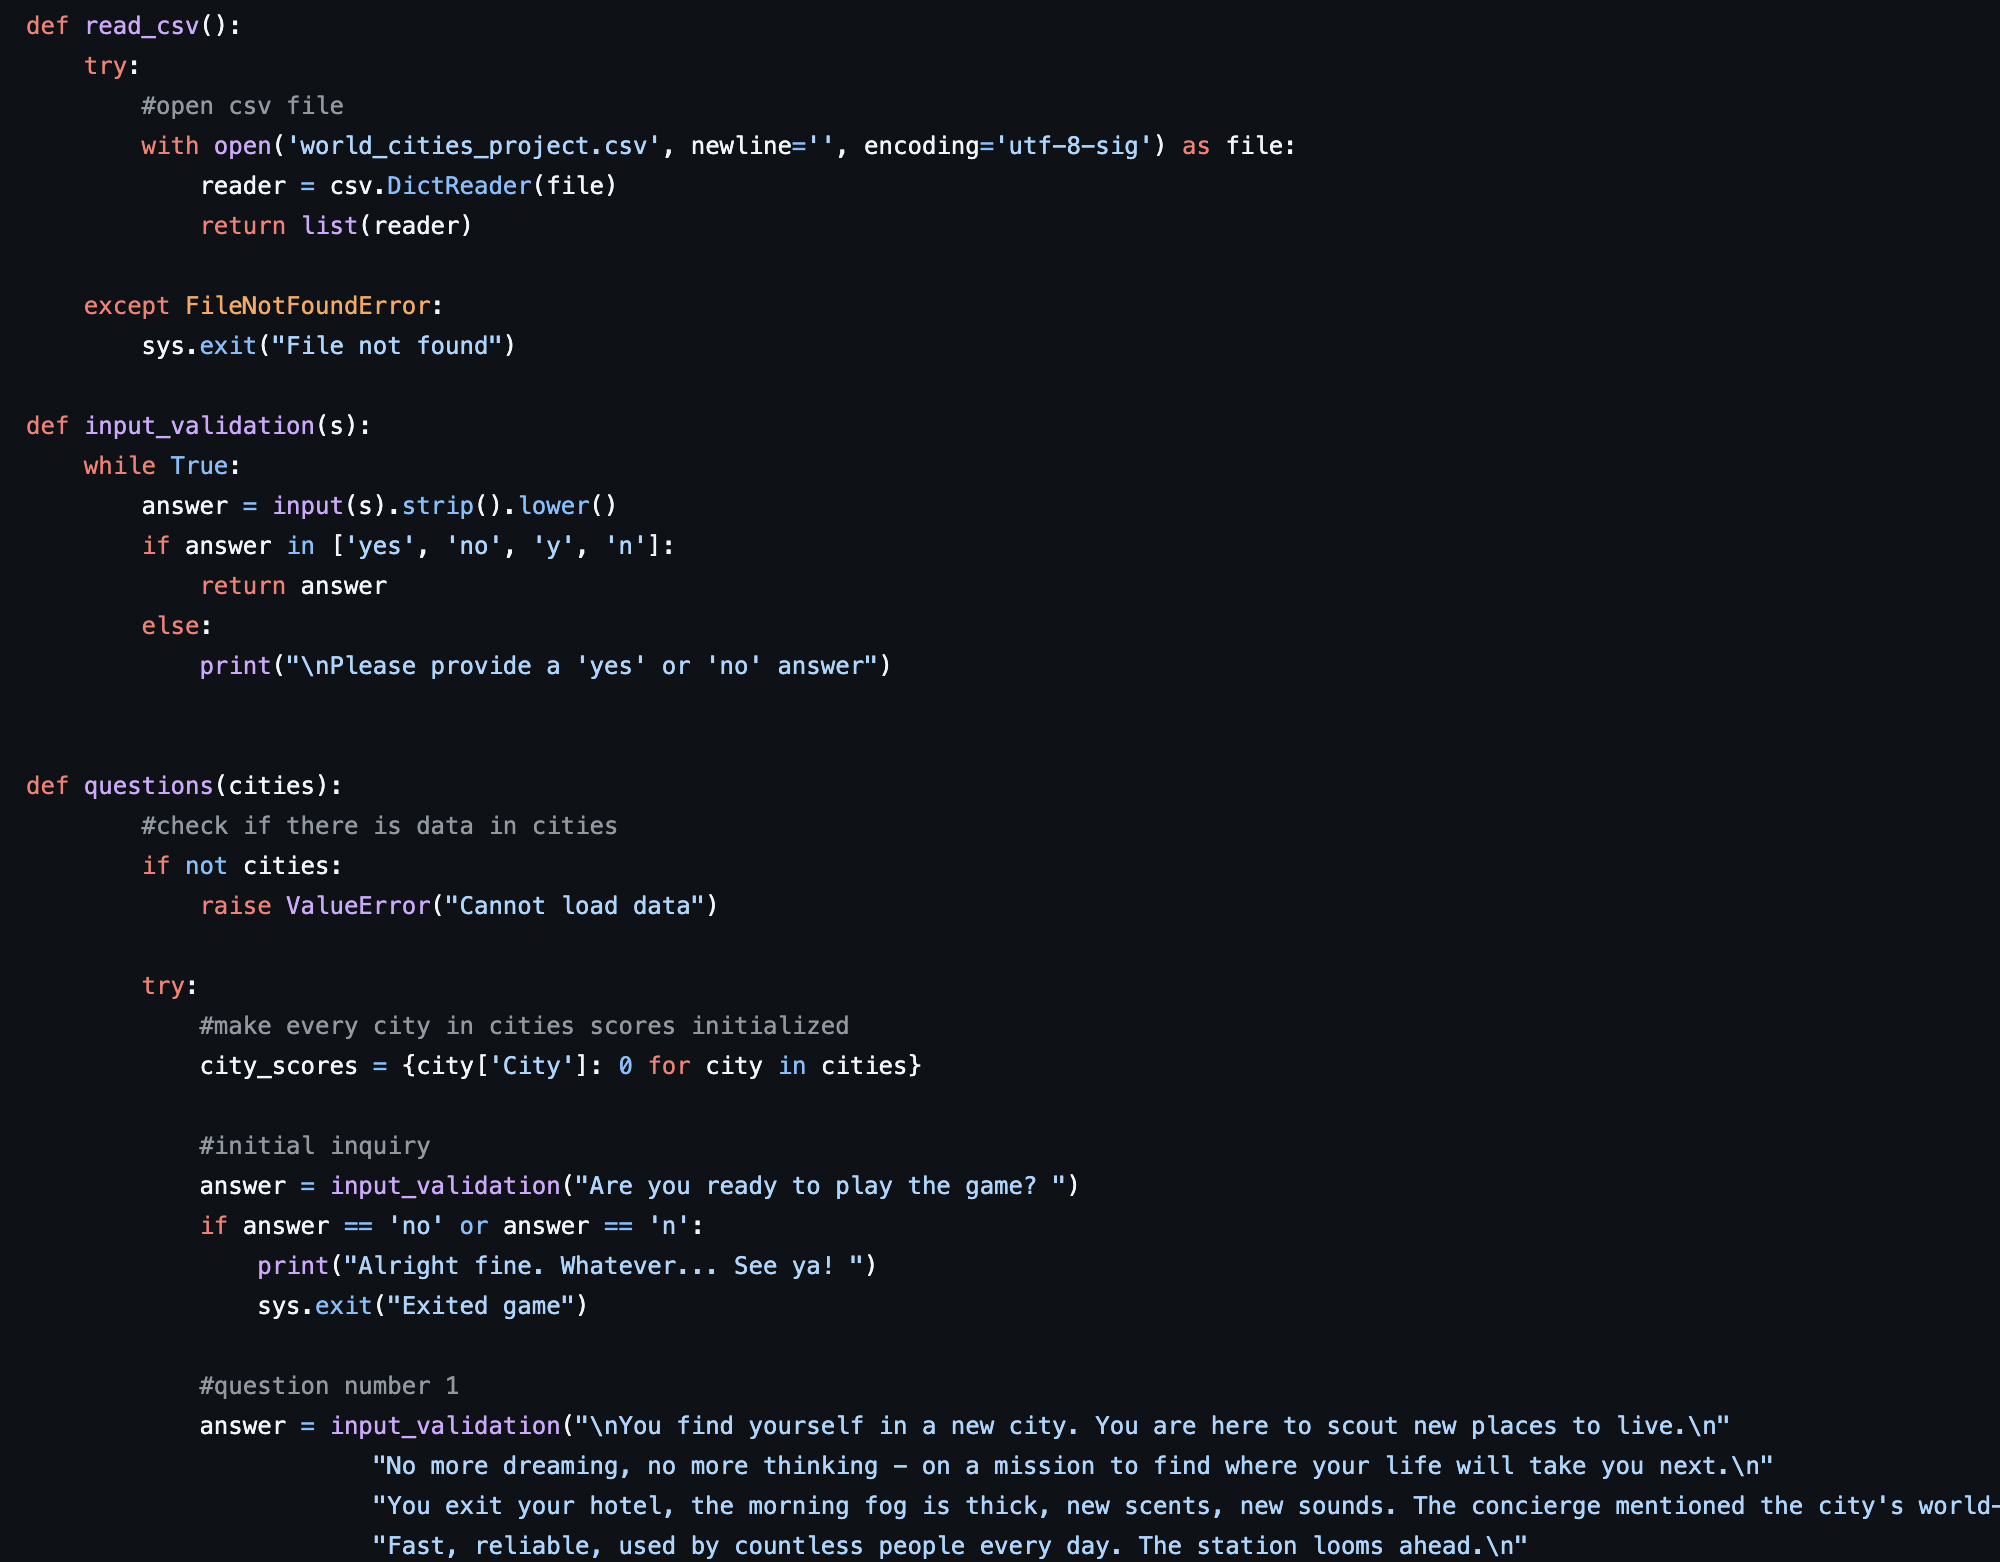 def read_csv():
    try:
        #open csv file
        with open('world_cities_project.csv', newline='', encoding='utf-8-sig') as file:
            reader = csv.DictReader(file)
            return list(reader)

    except FileNotFoundError:
        sys.exit("File not found")

def input_validation(s):
    while True:
        answer = input(s).strip().lower()
        if answer in ['yes', 'no', 'y', 'n']:
            return answer
        else:
            print("\nPlease provide a 'yes' or 'no' answer")


def questions(cities):
        #check if there is data in cities
        if not cities:
            raise ValueError("Cannot load data")

        try:
            #make every city in cities scores initialized
            city_scores = {city['City']: 0 for city in cities}

            #initial inquiry
            answer = input_validation("Are you ready to play the game? ")
            if answer == 'no' or answer == 'n':
                print("Alright fine. Whatever... See ya! ")
                sys.exit("Exited game")

            #question number 1
            answer = input_validation("\nYou find yourself in a new city. You are here to scout new places to live.\n"
                        "No more dreaming, no more thinking – on a mission to find where your life will take you next.\n"
                        "You exit your hotel, the morning fog is thick, new scents, new sounds. The concierge mentioned the city's world-
                        "Fast, reliable, used by countless people every day. The station looms ahead.\n"